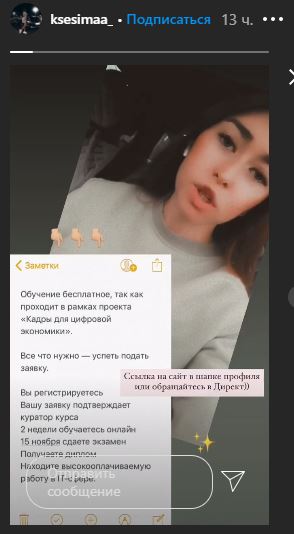 ksesimaa_ • Подписаться 13 ч.
Заметки
Обучение бесплатное, так как
проходит в рамках проекта
«Кадры для цифровой
экономики».
Все что нужно — успеть подать
заявку.
Ссылка на сайт в шапке профиля
или обращайтесь в Директ))
Вы регистрируетесь
Вашу заявку подтверждает
куратор курса
2 недели обучаетесь онлайн
15 ноября сдаете экзамен
Получаете диплом
Находите высокооплачиваемую
работу в IT-сфере.
Отправить
сообщение